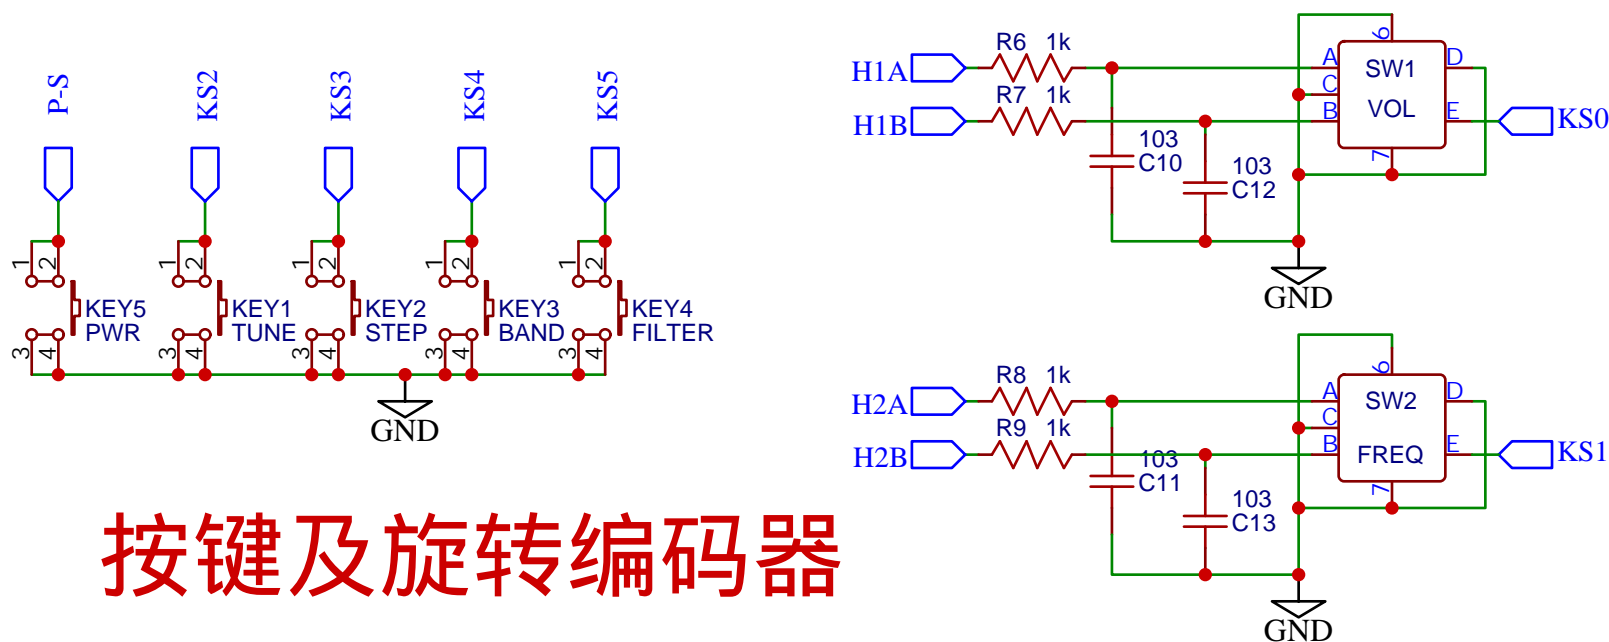 P-S
KS2
KS3
KS4
KS5
1
2
1
2
1
2
1
2
1
2
KEY5
PWR
KEY1
TUNE
KEY2
STEP
KEY3
BAND
KEY4
FILTER
3
4
3
4
3
4
3
4
3
4
GND
H1A
R6 1k
H1B
R7 1k
103
C10
103
C12
A
C
B
6
SW1
VOL
7
D
E
KS0
GND
H2A
R8 1k
H2B
R9 1k
103
C11
103
C13
A
C
B
6
SW2
FREQ
7
D
E
KS1
GND
按键及旋转编码器